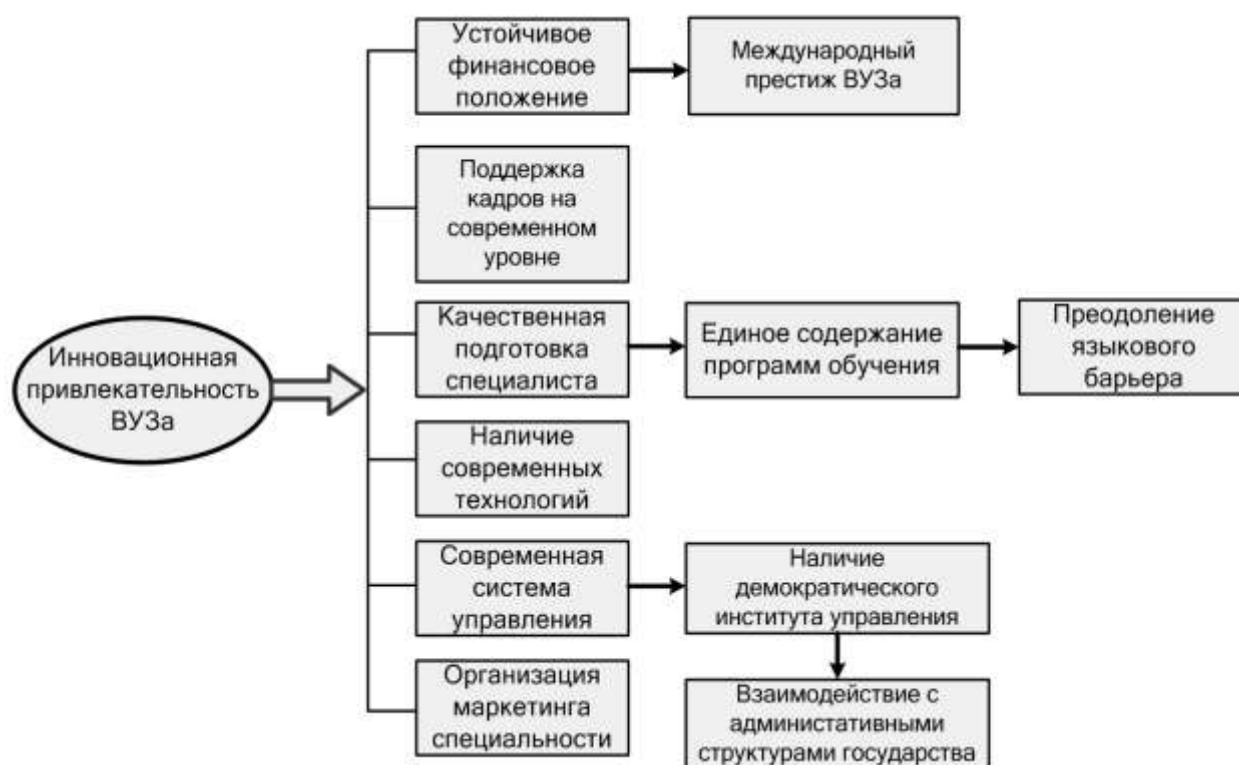 Устойчивое
финансовое
положение
Международный
престиж ВУЗа
Поддержка
кадров на
современном
уровне
Инновационная
привлекательность
ВУЗа
Качественная
подготовка
специалиста
Единое содержание
программ обучения
Преодоление
языкового
барьера
Наличие
современных
технологий
Современная
система
управления
Наличие
демократического
института управления
Организация
маркетинга
специальности
Взаимодействие с
администативными
структурами государства